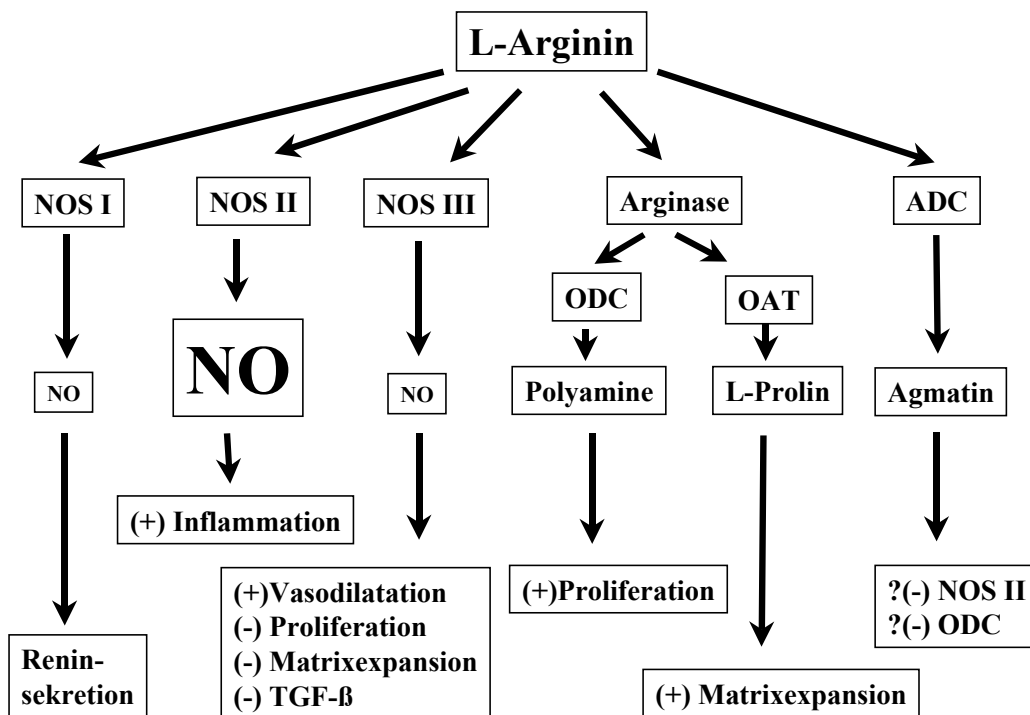 L-Arginin
NOS I
NOS II
NOS III
Arginase
ADC
ODC
OAT
NO
NO
NO
Polyamine
L-Prolin
Agmatin
(+) Inflammation
(+)Vasodilatation
(-) Proliferation
(-) Matrixexpansion
(-) TGF-ß
(+)Proliferation
?(-) NOS II
?(-) ODC
Renin-
sekretion
(+) Matrixexpansion